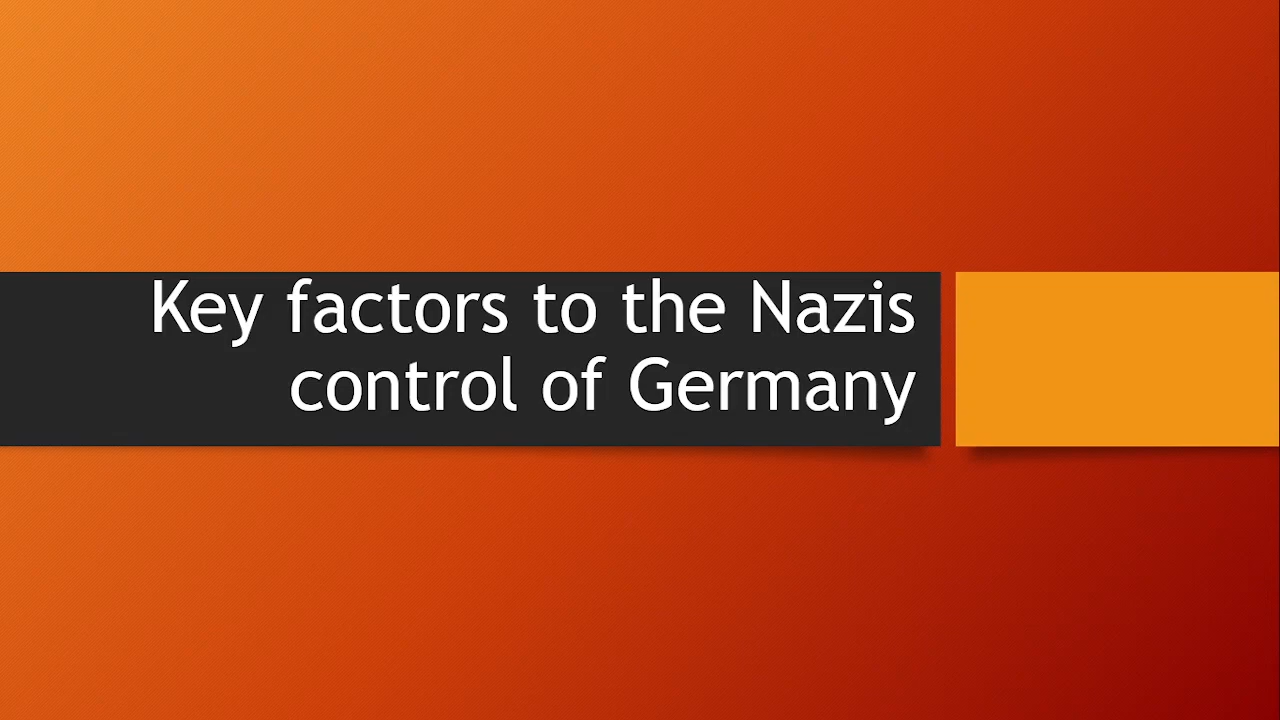 Key factors to the Nazis
control of Germany